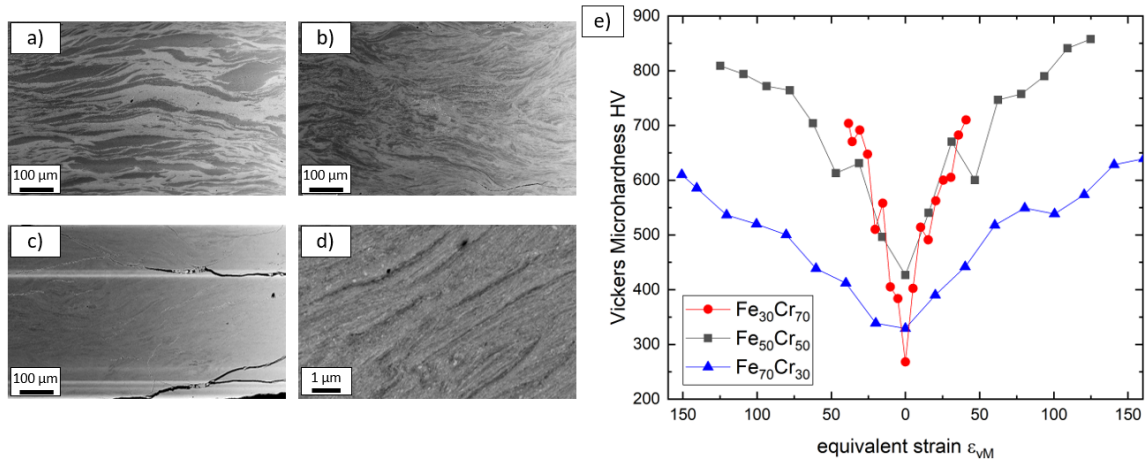 a)
100 µm
b)
100 µm
c)
100 µm
d)
1 µm
e)
Vickers Microhardness HV
900
800
700
600
500
400
300
200
Fe30Cr70
Fe50Cr50
Fe70Cr30
150 100 50 0 50 100 150
equivalent strain εvM